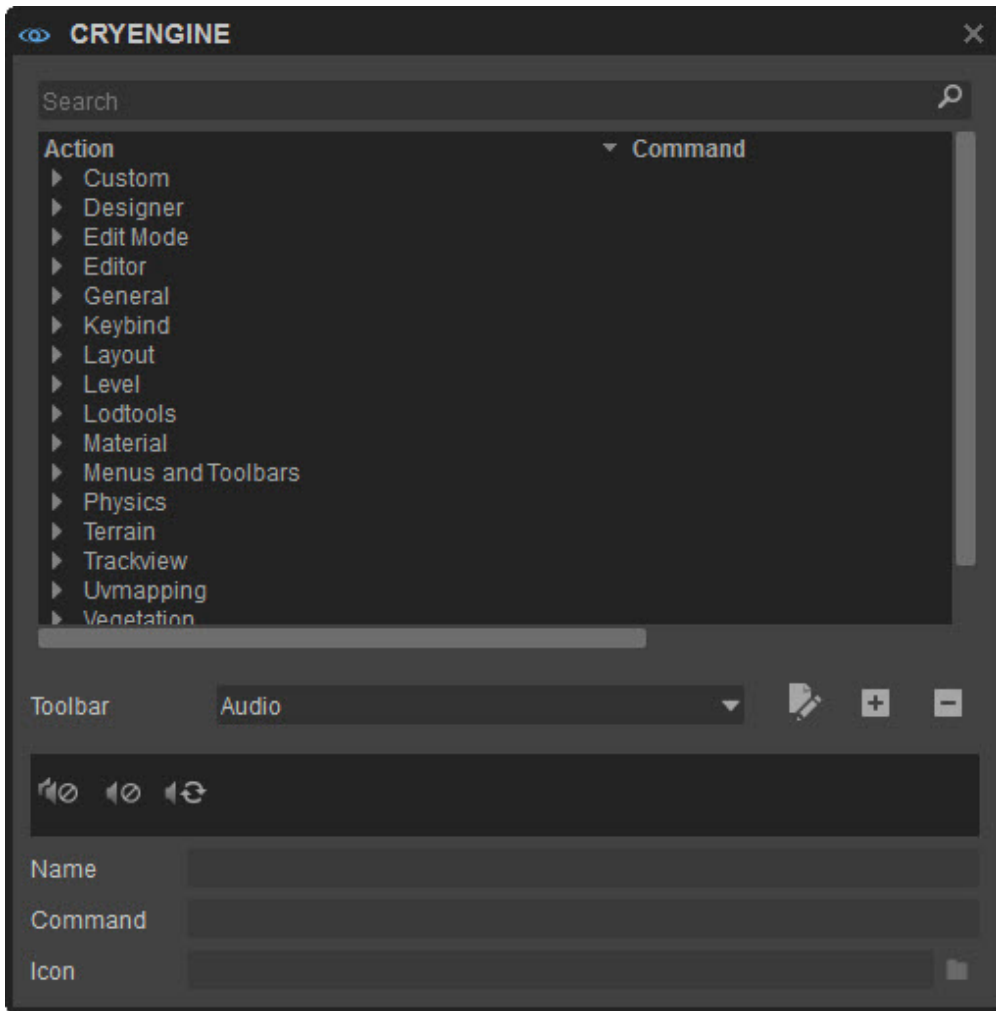 CRYENGINE
Search
Action Command
Custom
Designer
Edit Mode
Editor
General
Keybind
Layout
Level
Lodtools
Material
Menus and Toolbars
Physics
Terrain
Trackview
Uvmapping
Vegetation
Toolbar Audio
Name
Command
Icon